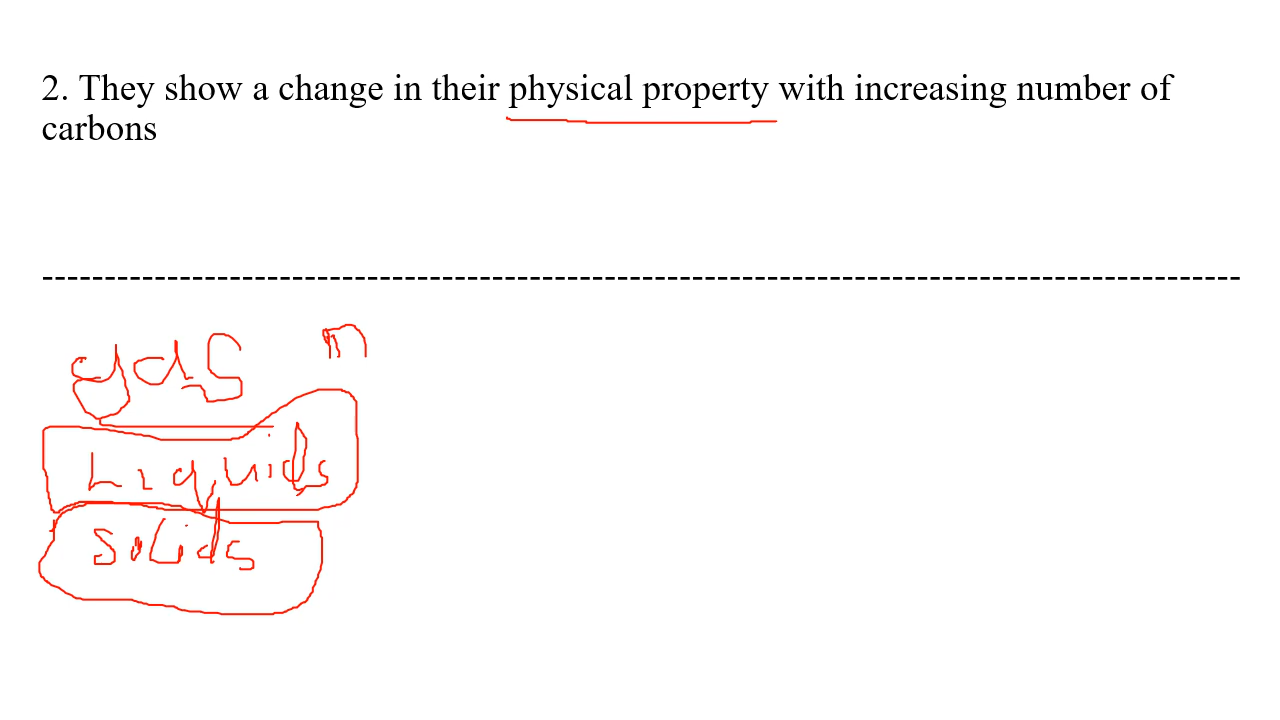 2. They show a change in their physical property with increasing number of
carbons
--------------------------------------------------------------------------------------------------
gas n
Liquids
Solids